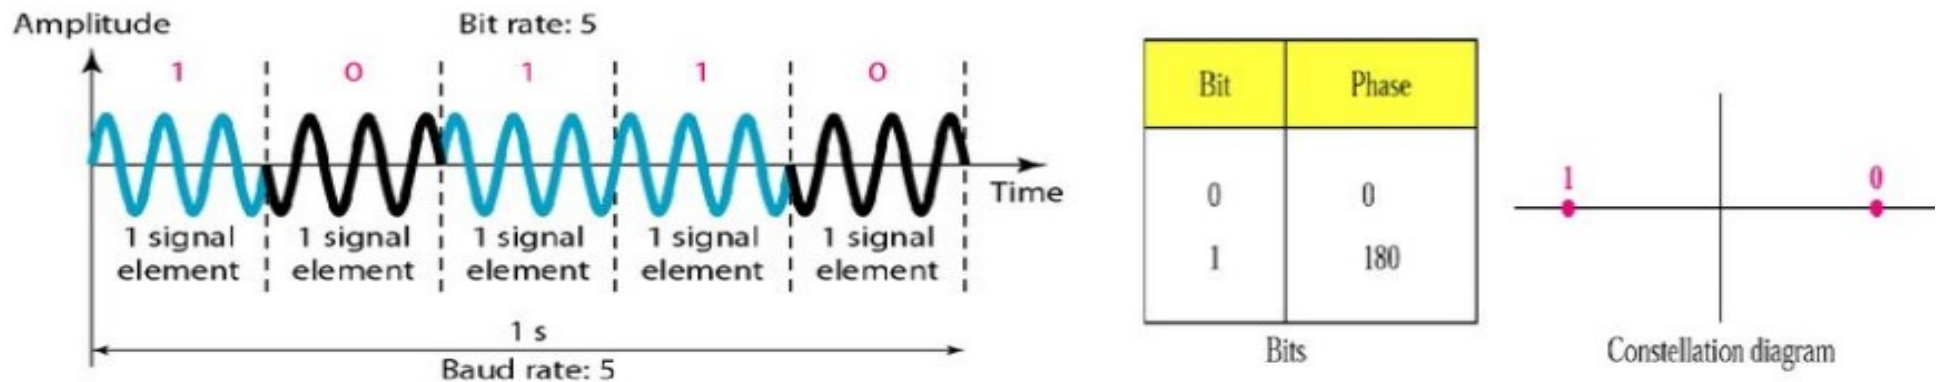 Amplitude
Bit rate: 5
1 0 1 1 0
Time
1 signal element
1 signal element
1 signal element
1 signal element
1 signal element
1 s
Baud rate: 5
Bit Phase
0 0
1 180
Bits
1 0
Constellation diagram